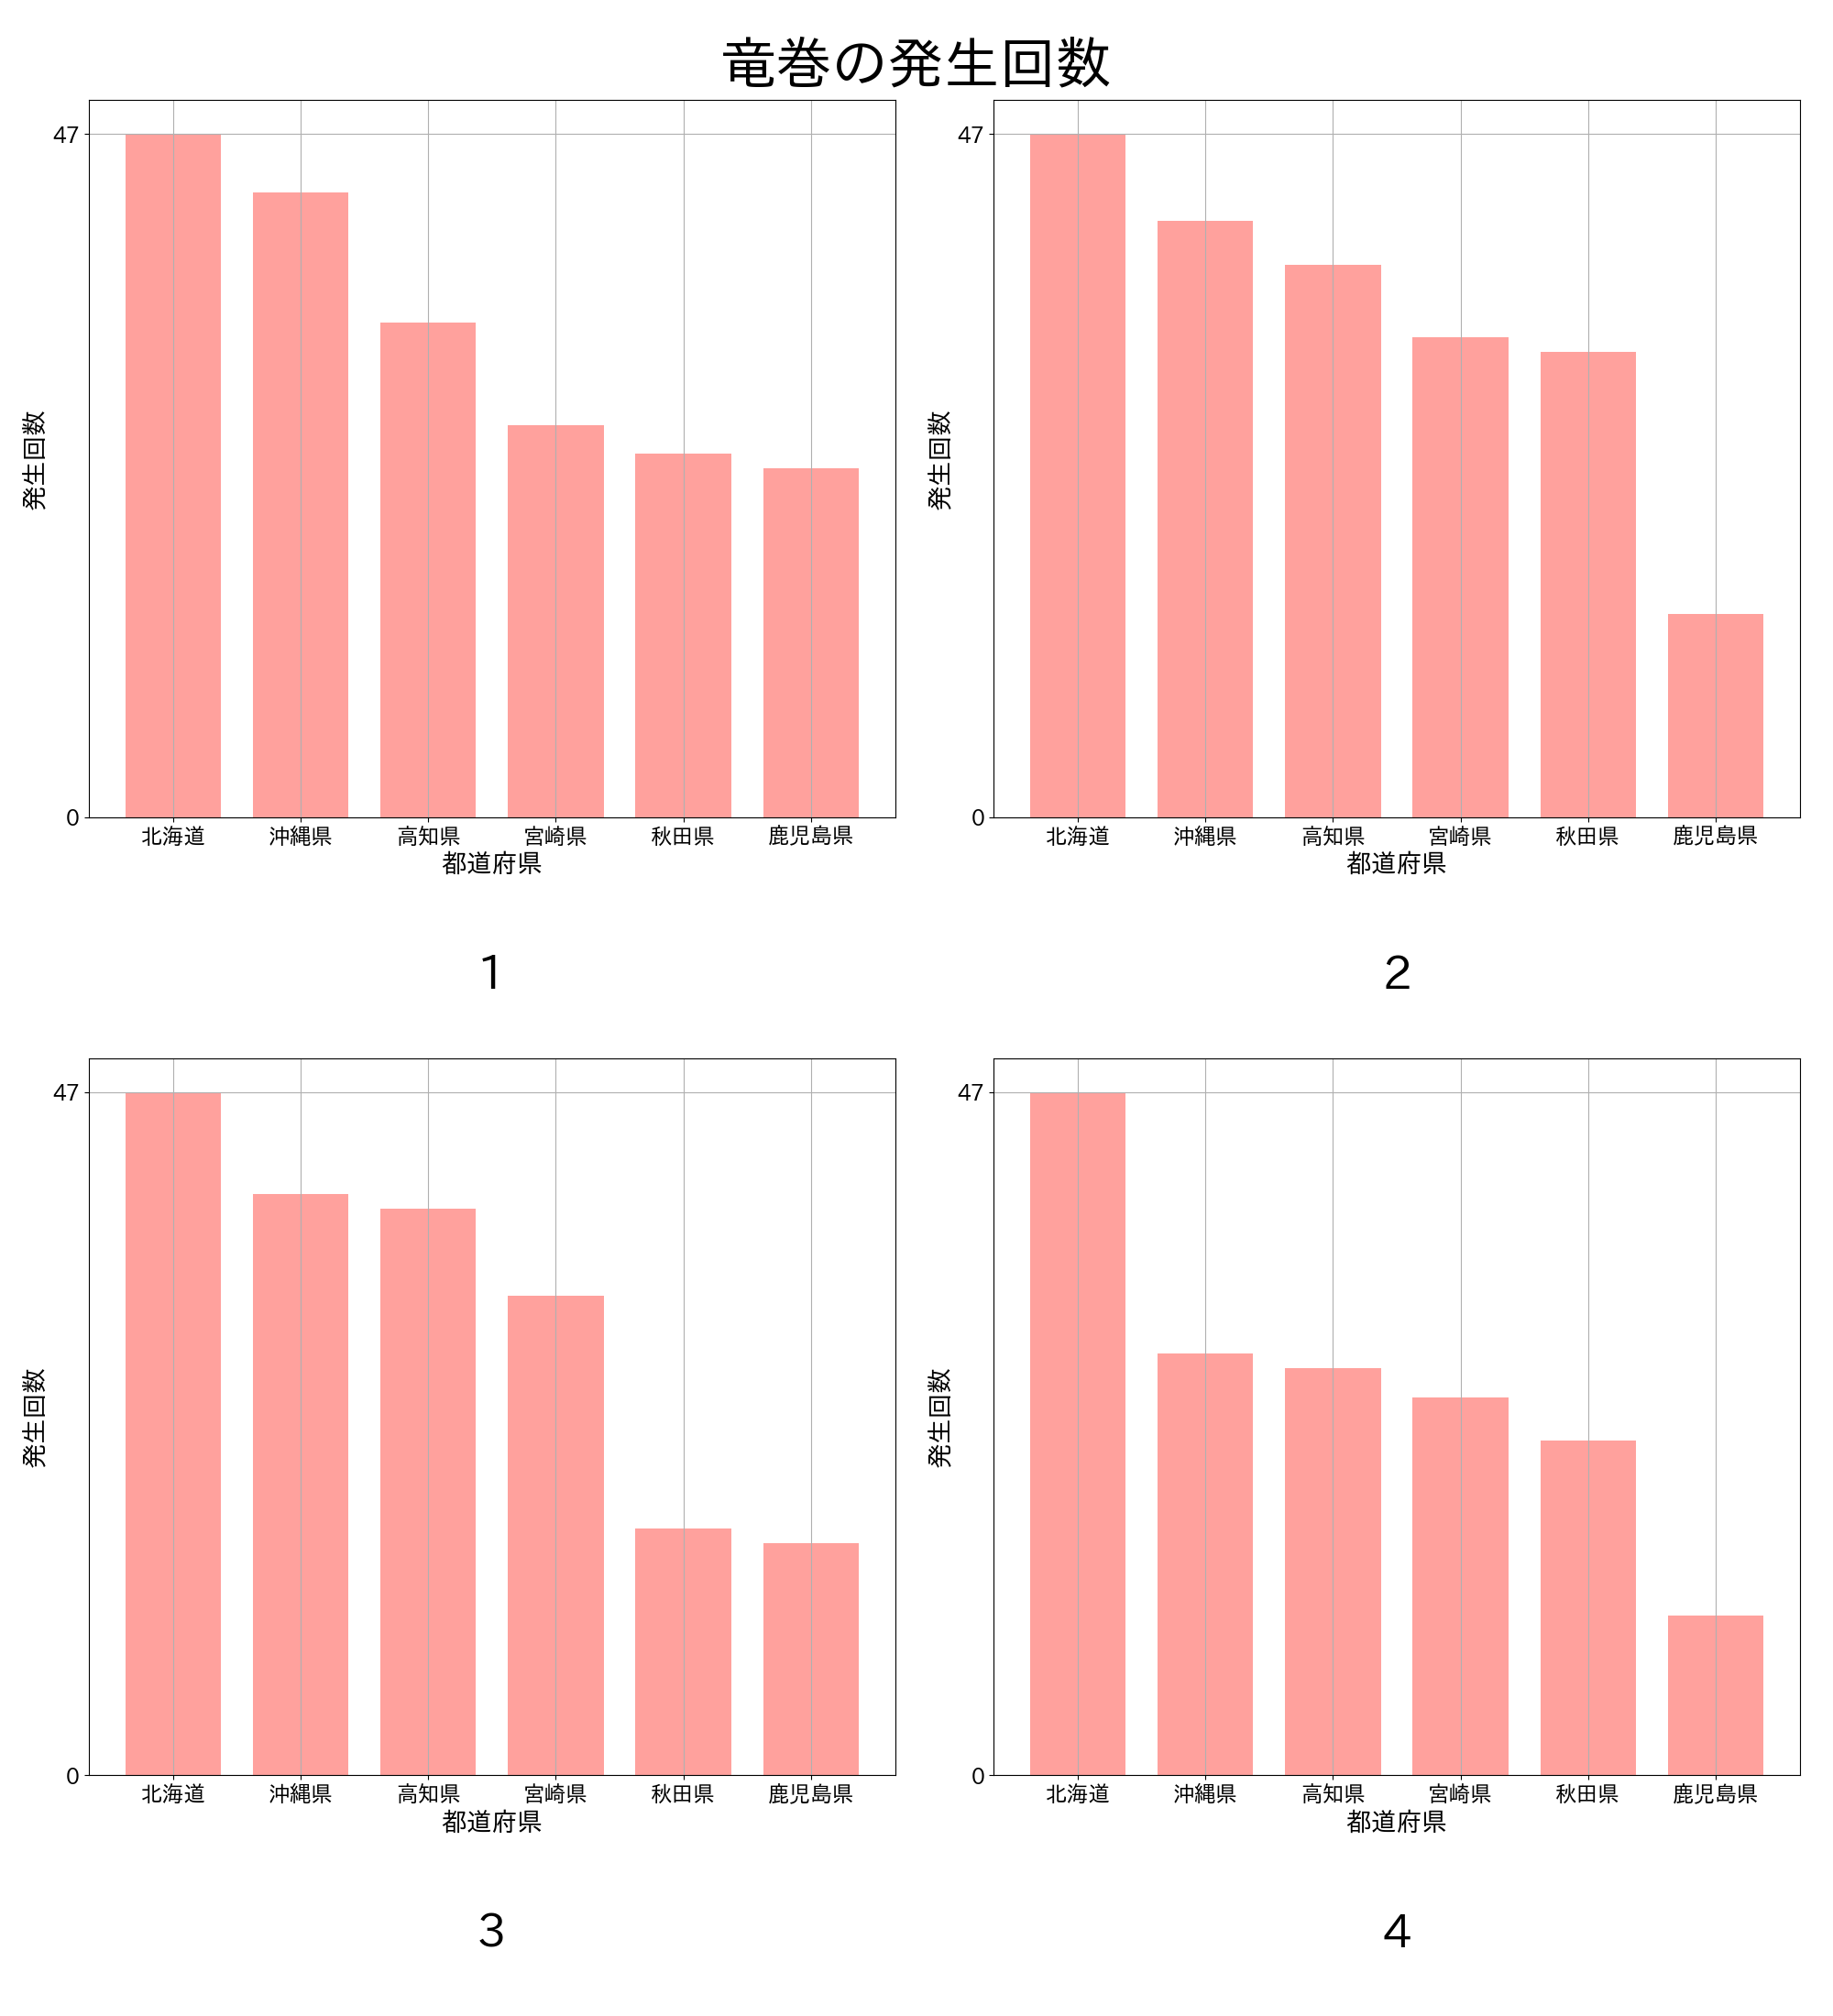 竜巻の発生回数
47
0
発生回数
北海道 沖縄県 高知県 宮崎県 秋田県 鹿児島県
都道府県
1
47
0
発生回数
北海道 沖縄県 高知県 宮崎県 秋田県 鹿児島県
都道府県
2
47
0
発生回数
北海道 沖縄県 高知県 宮崎県 秋田県 鹿児島県
都道府県
3
47
0
発生回数
北海道 沖縄県 高知県 宮崎県 秋田県 鹿児島県
都道府県
4